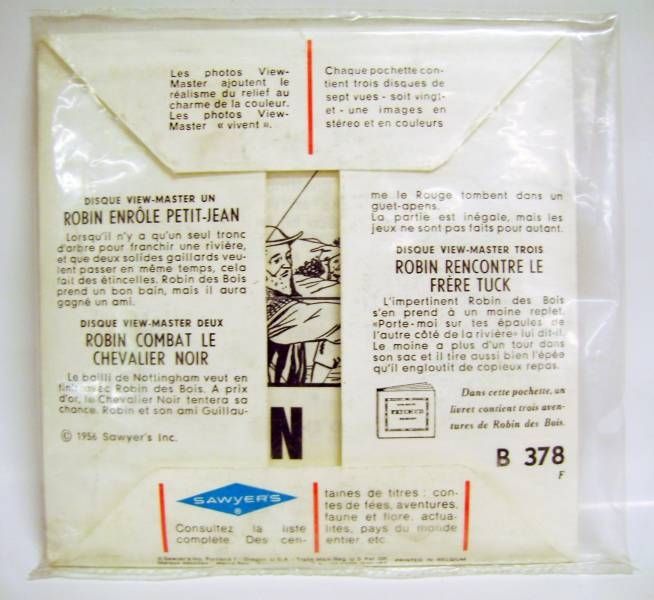 Les photos View-
Master ajoutent le
réalisme du relief au
charme de la couleur.
Les photos View-
Master « vivent ».
Chaque pochette con-
tient trois disques de
sept vues - soit vingt-
et - une images en
stéréo et en couleurs
DISQUE VIEW-MASTER UN
ROBIN ENRÔLE PETIT-JEAN
Lorsqu'il n'y a qu'un seul tronc
d'arbre pour franchir une rivière,
et que deux solides gaillards veu-
lent passer en même temps, cela
fait des étincelles. Robin des Bois
prend un bon bain, mais il aura
gagné un ami.
DISQUE VIEW-MASTER DEUX
ROBIN COMBAT LE
CHEVALIER NOIR
Le bailli de Nottingham veut en
finir avec Robin des Bois. A prix
d'or, le Chevalier Noir tentera sa
chance. Robin et son ami Guillau-
© 1956 Sawyer's Inc.
N
me le Rouge tombent dans un
guet-apens.
La partie est inégale, mais les
jeux ne sont pas faits pour autant.
DISQUE VIEW-MASTER TROIS
ROBIN RENCONTRE LE
FRÈRE TUCK
L'impertinent Robin des Bois
s'en prend à un moine replet.
«Porte-moi sur tes épaules de
l'autre côté de la rivière» lui dit-il.
Le moine a plus d'un tour dans
son sac et il tire aussi bien l'épée
qu'il engloutit de copieux repas.
Dans cette pochette, un
livret contient trois aven-
tures de Robin des Bois.
B 378
F
SAWYER'S
®
Consultez la liste
complète. Des cen-
taines de titres : con-
tes de fées, aventures,
faune et flore, actua-
lités, pays du monde
entier etc.
PRINTED IN BELGIUM